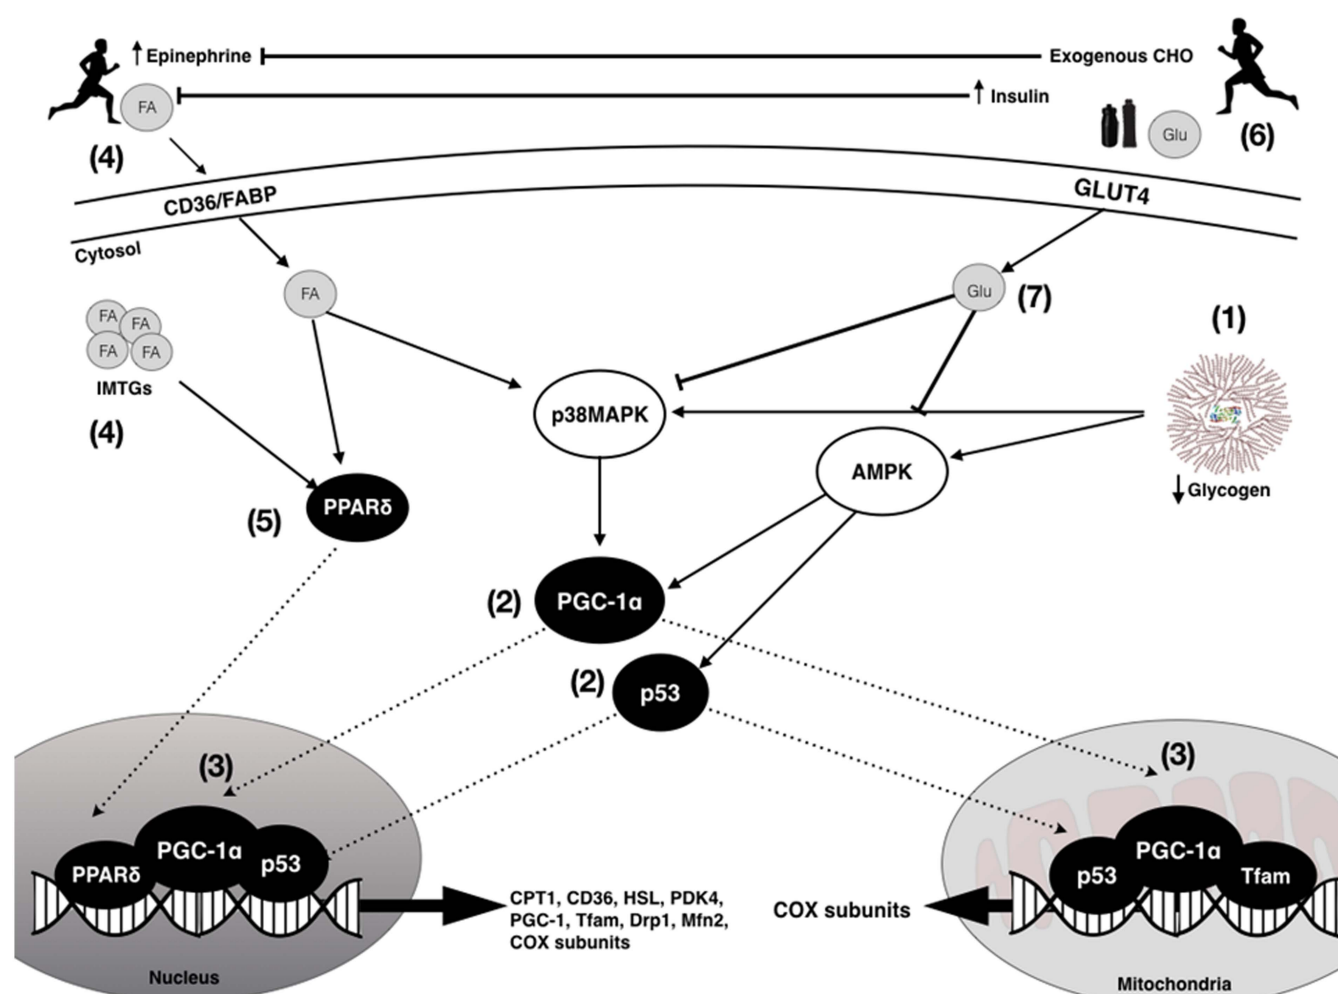 ↑ Epinephrine
Exogenous CHO
↑ Insulin
FA
Glu
(4)
(6)
CD36/FABP
GLUT4
Cytosol
FA
Glu
(7)
FA
FA
FA
FA
IMTGs
(4)
(1)
p38MAPK
AMPK
↓ Glycogen
PPARδ
(5)
PGC-1α
(2)
p53
(2)
(3)
(3)
PPARδ
PGC-1α
p53
CPT1, CD36, HSL, PDK4,
PGC-1, Tfam, Drp1, Mfn2,
COX subunits
COX subunits
p53
PGC-1α
Tfam
Nucleus
Mitochondria